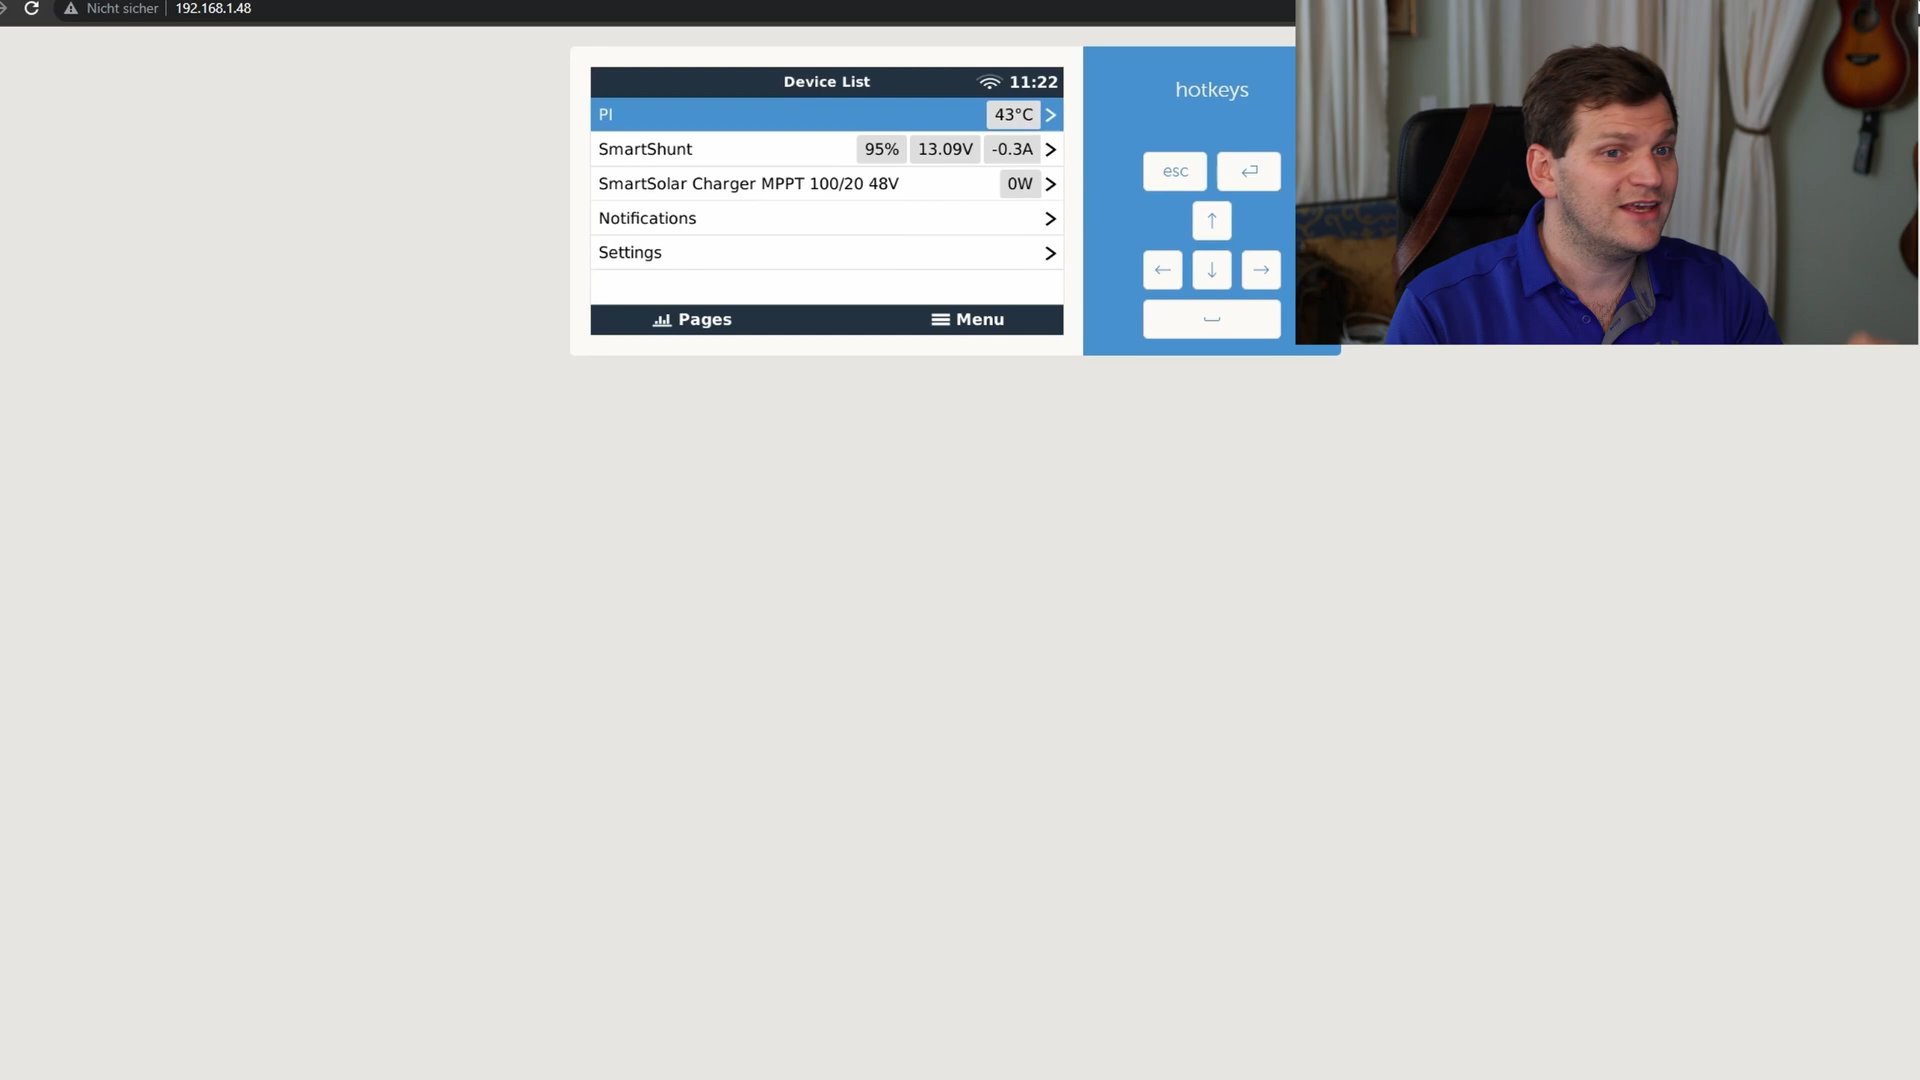 Nicht sicher 192.168.1.48
Device List 11:22
PI 43°C
SmartShunt 95% 13.09V -0.3A
SmartSolar Charger MPPT 100/20 48V 0W
Notifications
Settings
Pages Menu
hotkeys
esc